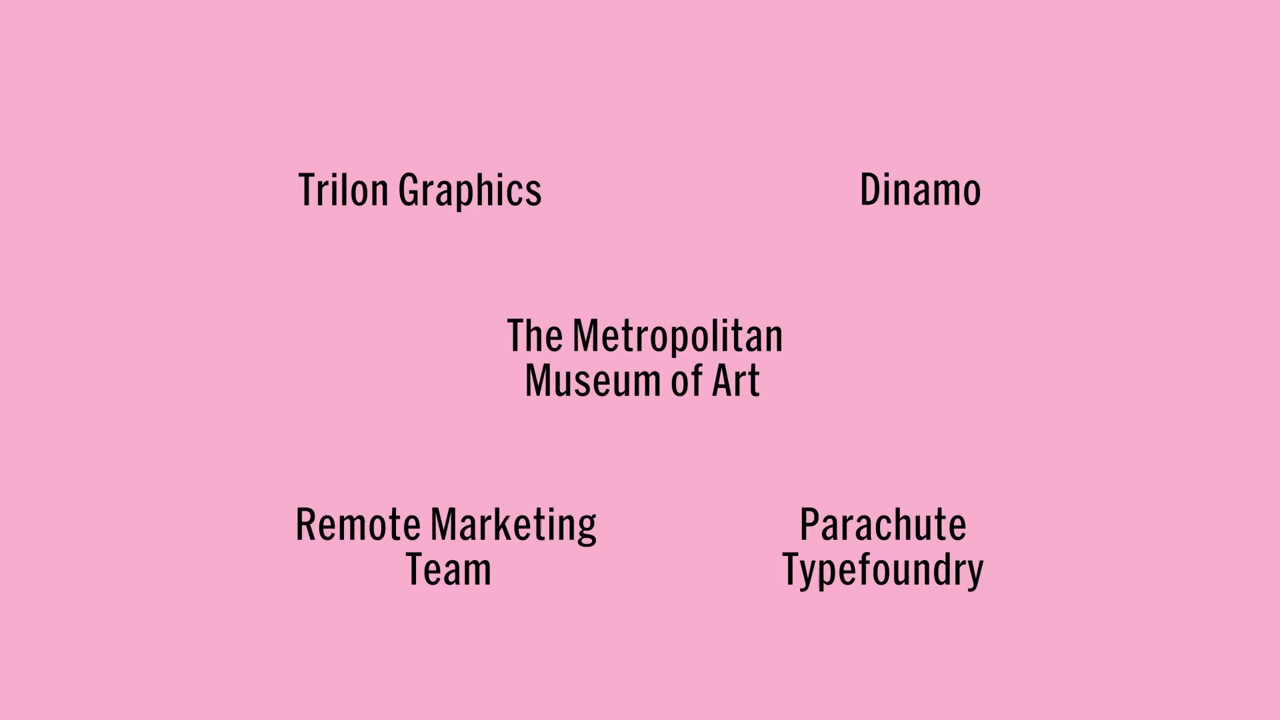 Trilon Graphics
Dinamo
The Metropolitan
Museum of Art
Remote Marketing
Team
Parachute
Typefoundry